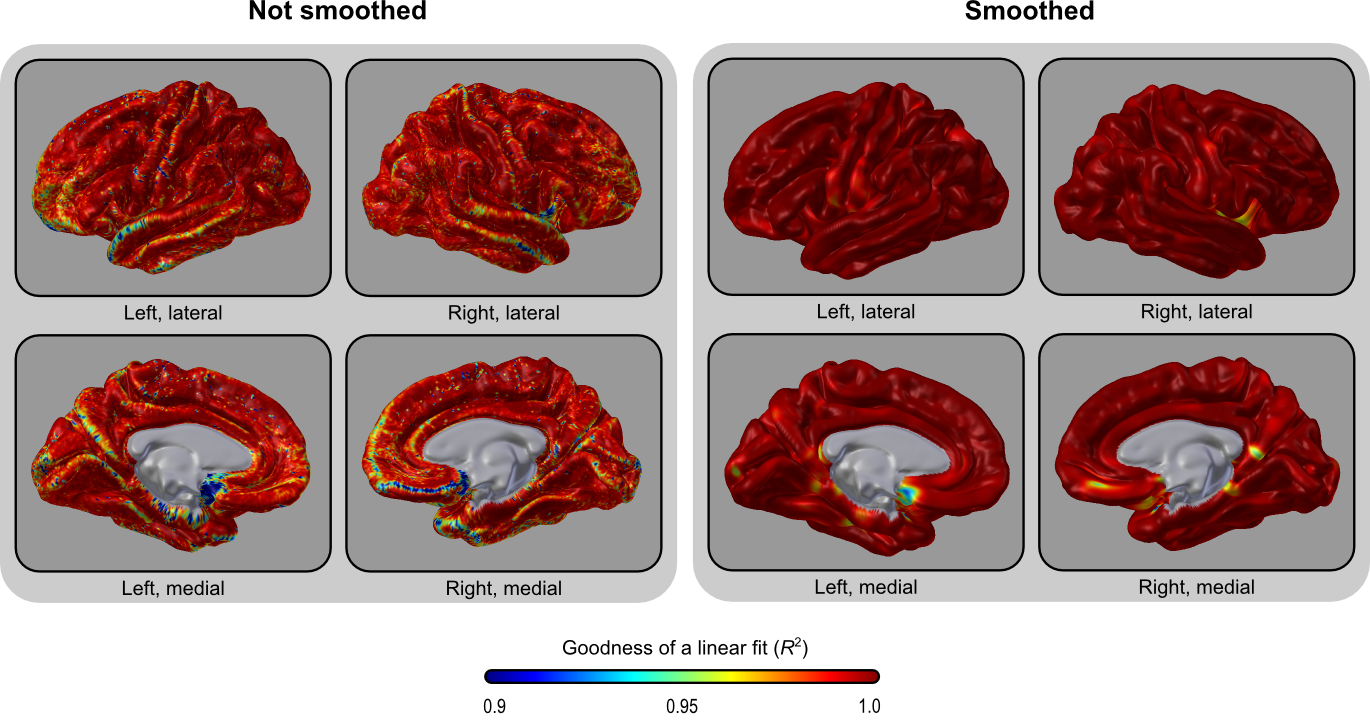 Not smoothed
Smoothed
Left, lateral
Right, lateral
Left, lateral
Right, lateral
Left, medial
Right, medial
Left, medial
Right, medial
Goodness of a linear fit (R²)
0.9
0.95
1.0